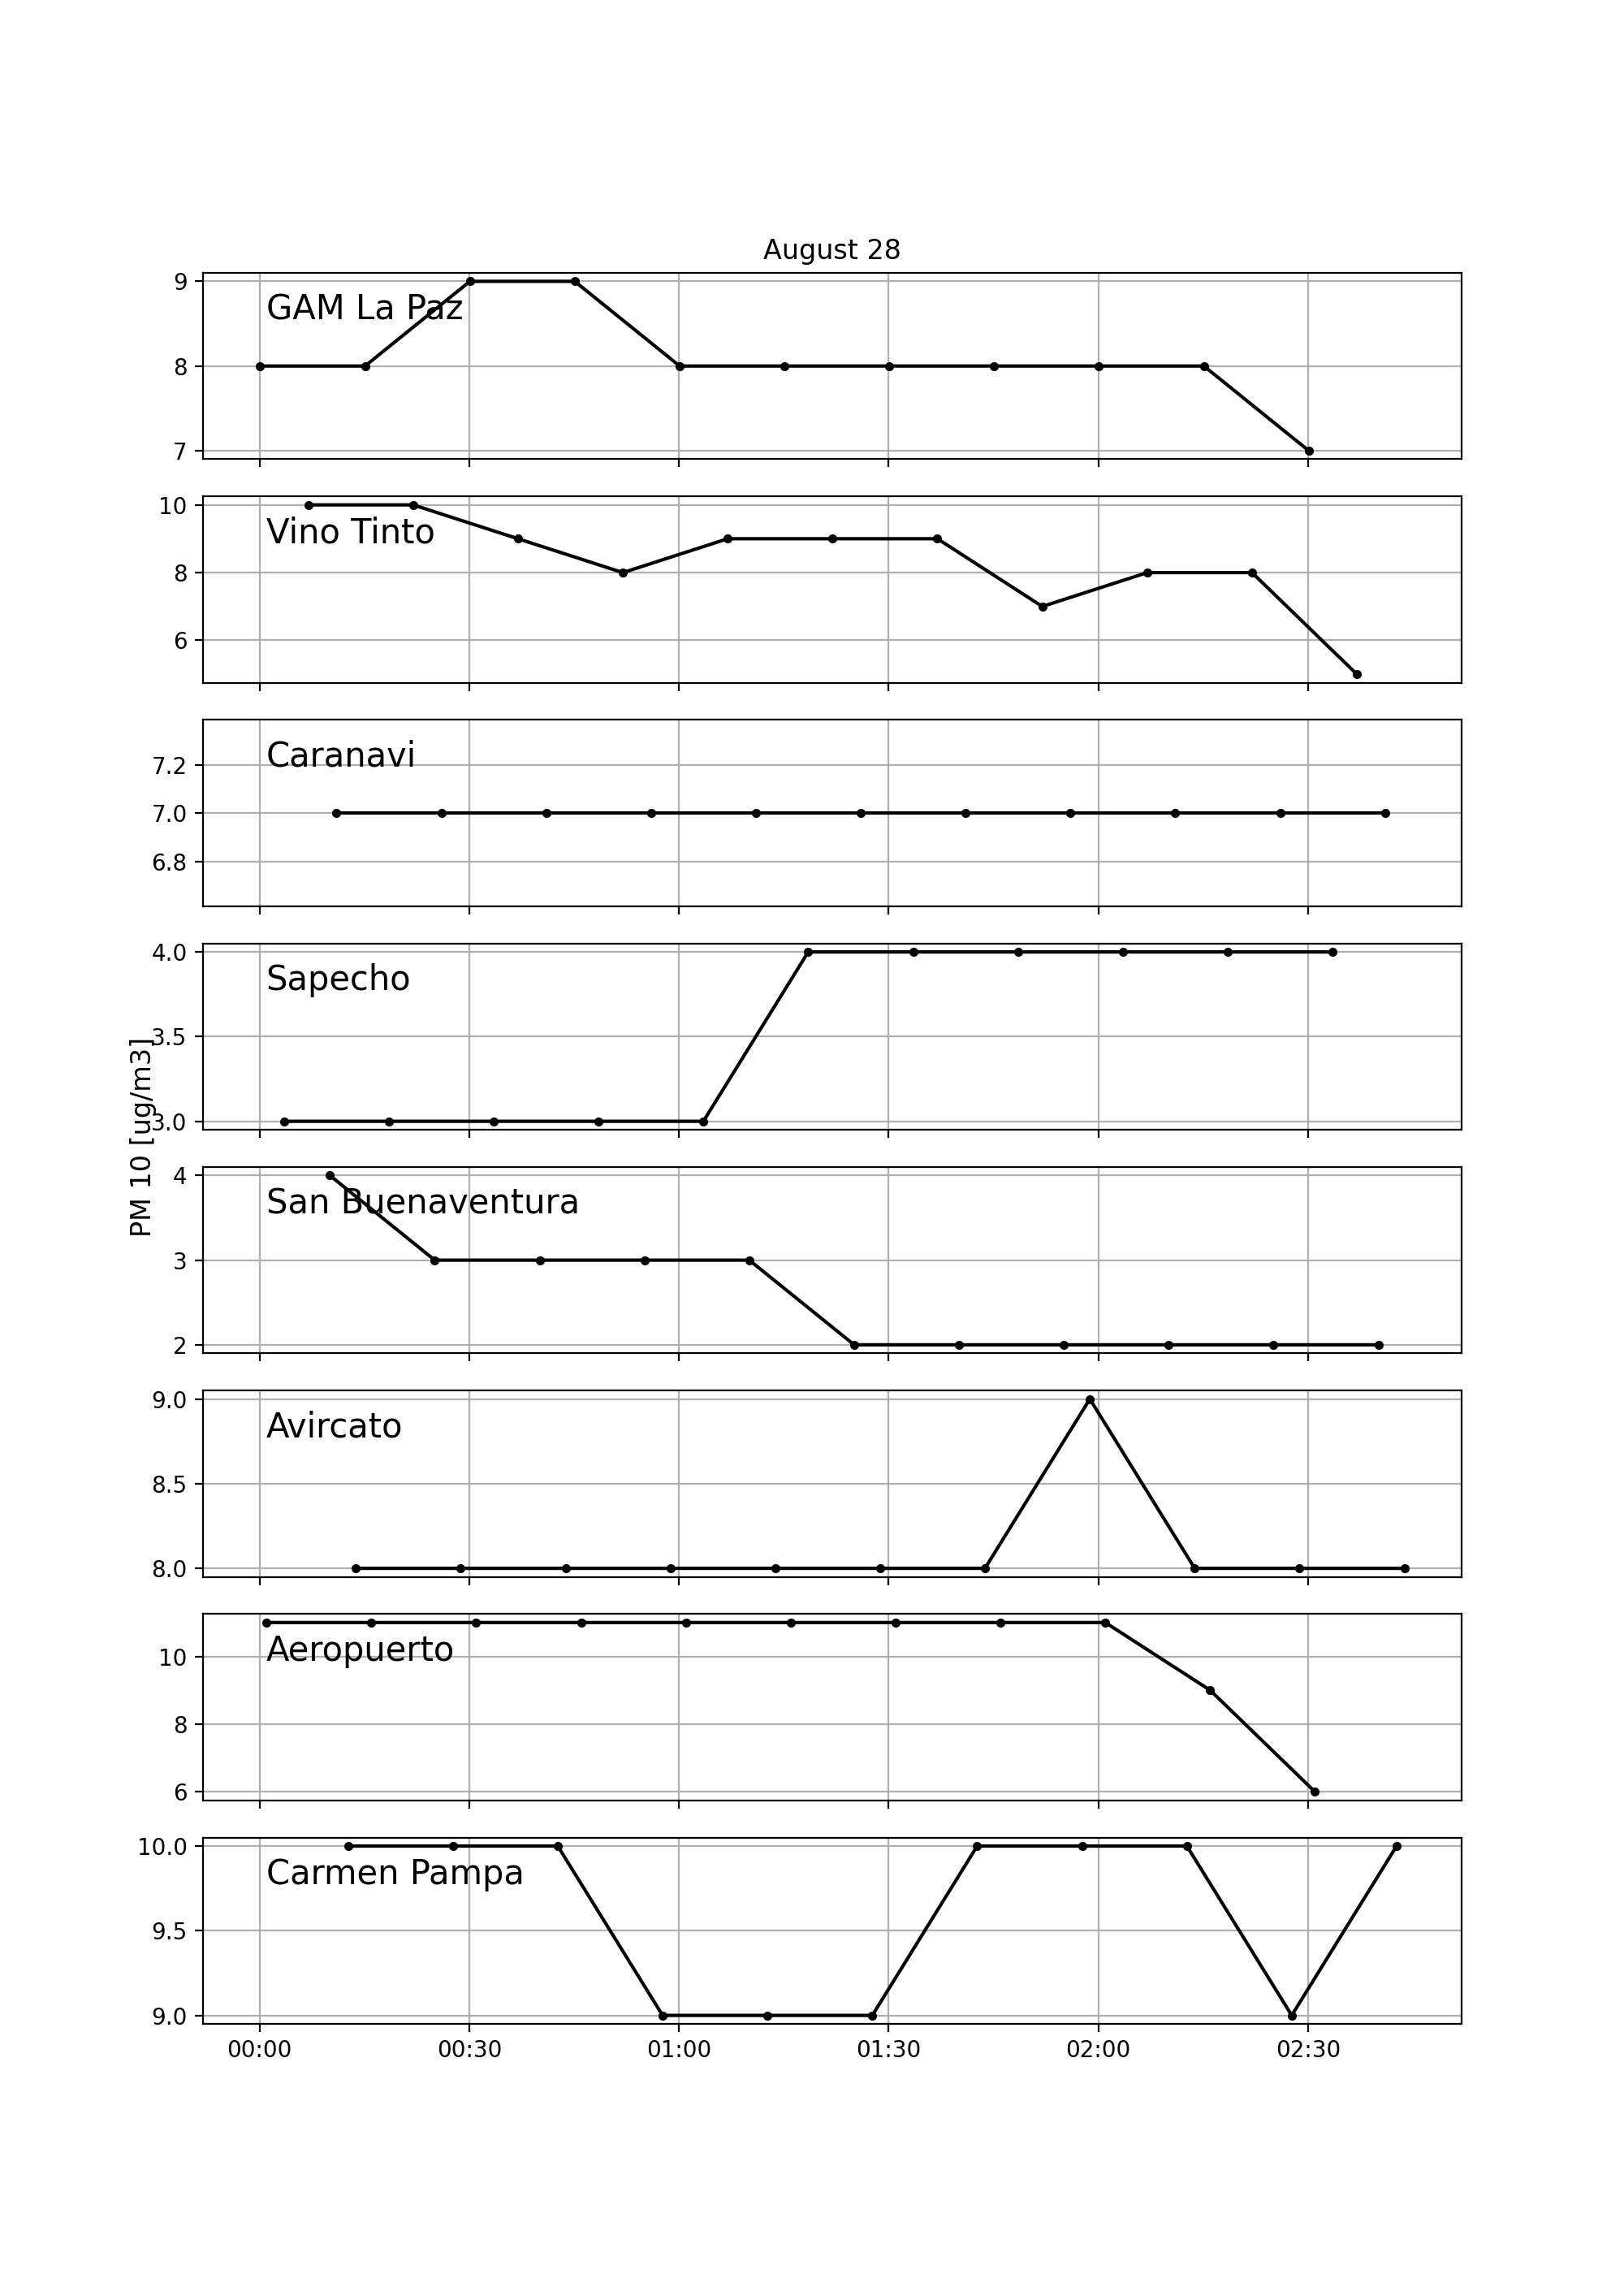 August 28
9
GAM La Paz
8
7
10
Vino Tinto
8
6
Caranavi
7.2
7.0
6.8
4.0
Sapecho
3.5
3.0
PM 10 [ug/m3]
4
San Buenaventura
3
2
9.0
Avircato
8.5
8.0
Aeropuerto
10
8
6
10.0
Carmen Pampa
9.5
9.0
00:00 00:30 01:00 01:30 02:00 02:30